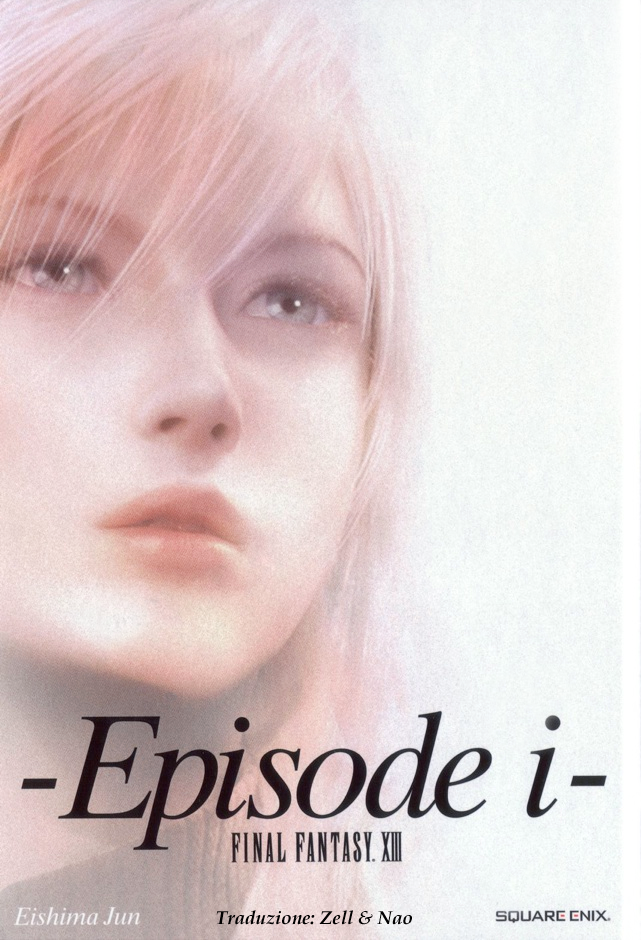 -Episode i-
FINAL FANTASY. XIII
Eishima Jun
Traduzione: Zell & Nao
SQUARE ENIX.